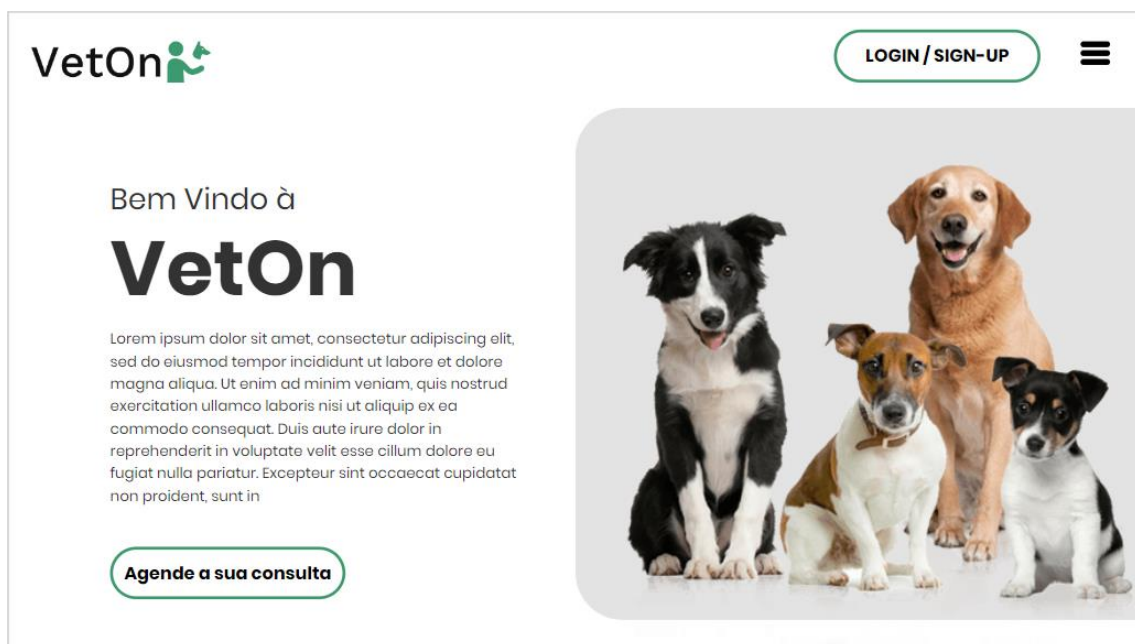 VetOn
LOGIN / SIGN-UP
Bem Vindo à
VetOn
Lorem ipsum dolor sit amet, consectetur adipiscing elit,
sed do eiusmod tempor incididunt ut labore et dolore
magna aliqua. Ut enim ad minim veniam, quis nostrud
exercitation ullamco laboris nisi ut aliquip ex ea
commodo consequat. Duis aute irure dolor in
reprehenderit in voluptate velit esse cillum dolore eu
fugiat nulla pariatur. Excepteur sint occaecat cupidatat
non proident, sunt in
Agende a sua consulta